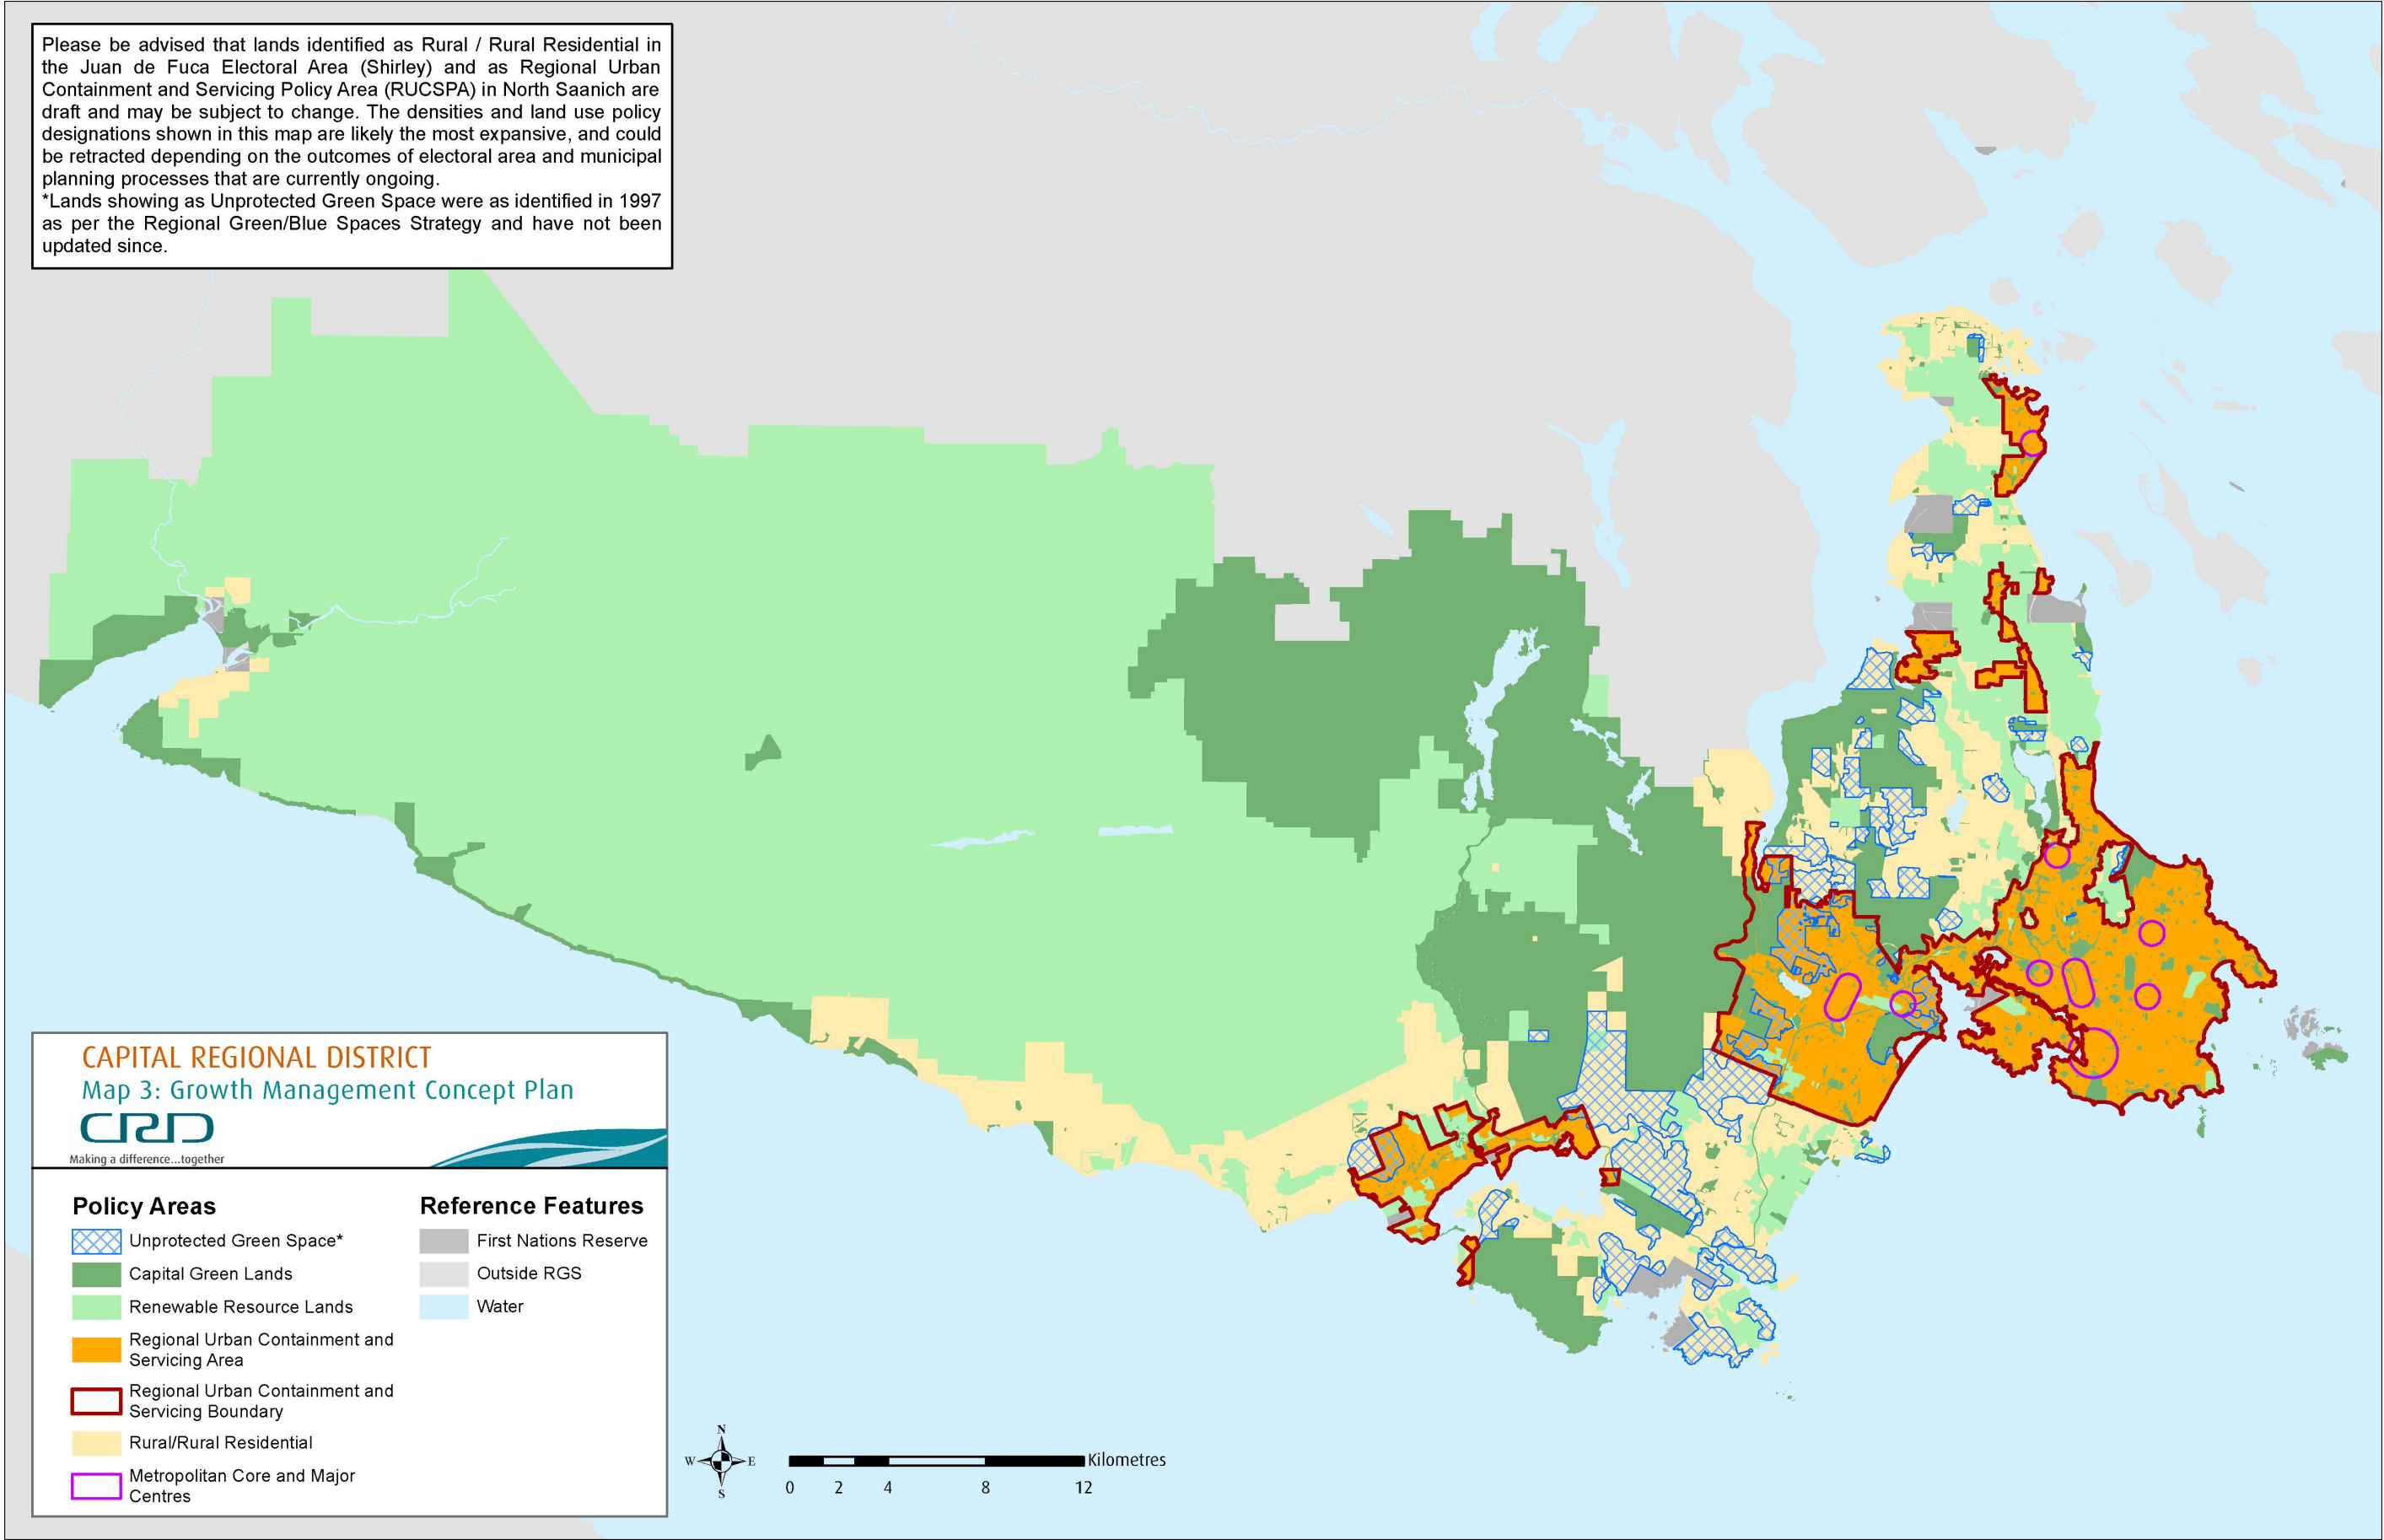 Please be advised that lands identified as Rural / Rural Residential in
the Juan de Fuca Electoral Area (Shirley) and as Regional Urban
Containment and Servicing Policy Area (RUCSPA) in North Saanich are
draft and may be subject to change. The densities and land use policy
designations shown in this map are likely the most expansive, and could
be retracted depending on the outcomes of electoral area and municipal
planning processes that are currently ongoing.
*Lands showing as Unprotected Green Space were as identified in 1997
as per the Regional Green/Blue Spaces Strategy and have not been
updated since.
CAPITAL REGIONAL DISTRICT
Map 3: Growth Management Concept Plan
CRD
Making a difference...together
Policy Areas
Unprotected Green Space*
Capital Green Lands
Renewable Resource Lands
Regional Urban Containment and
Servicing Area
Regional Urban Containment and
Servicing Boundary
Rural/Rural Residential
Metropolitan Core and Major
Centres
Reference Features
First Nations Reserve
Outside RGS
Water
N
W E
S
Kilometres
0 2 4 8 12